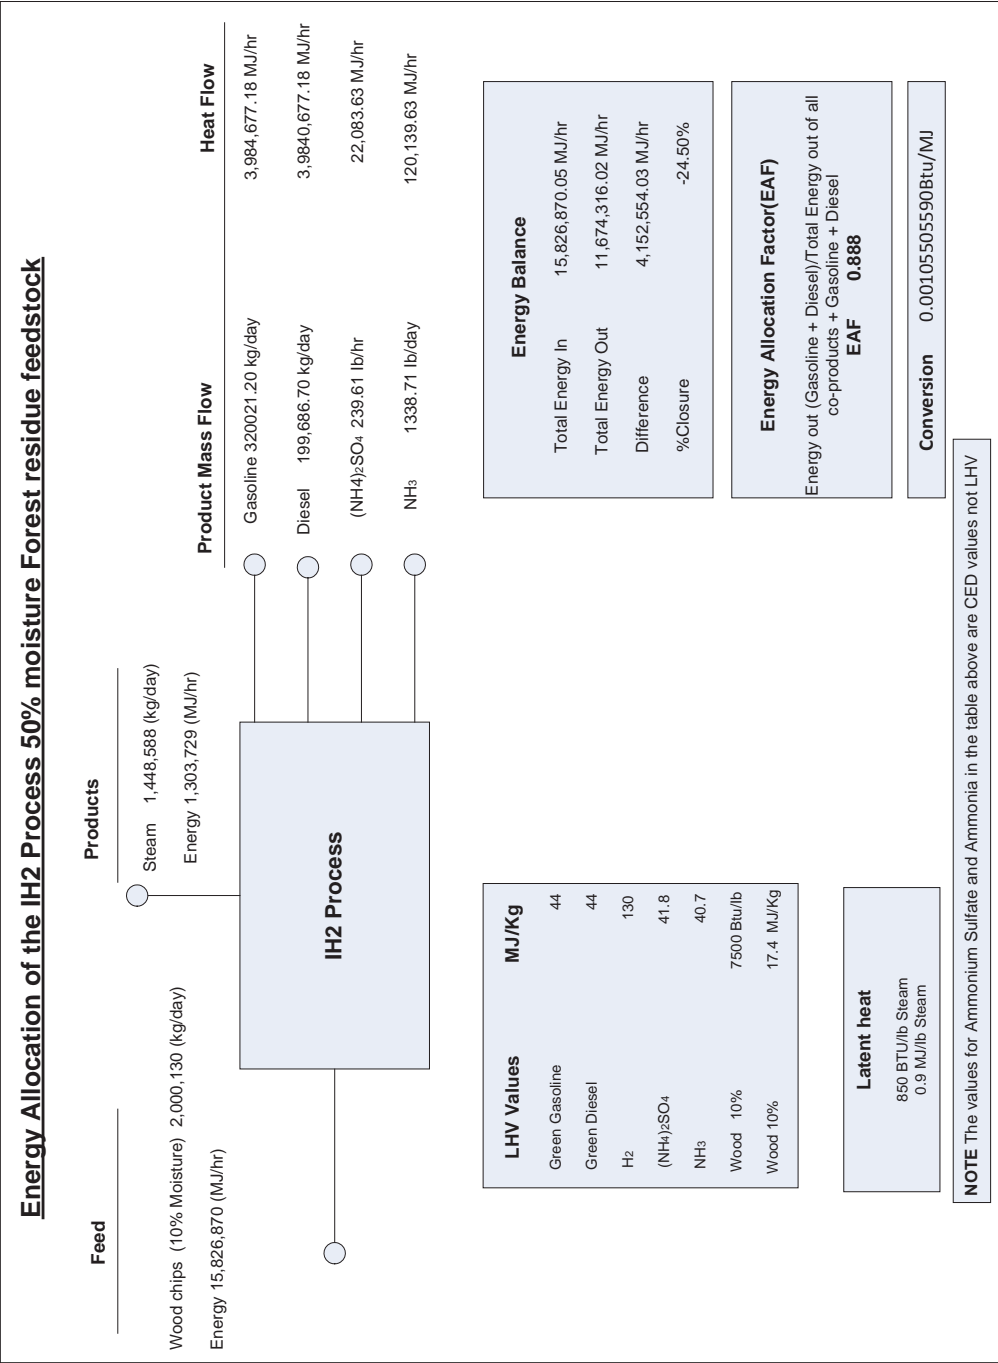 Energy Allocation of the IH2 Process 50% moisture Forest residue feedstock
Feed
Wood chips (10% Moisture) 2,000,130 (kg/day)
Energy 15,826,870 (MJ/hr)
Products
Steam 1,448,588 (kg/day)
Energy 1,303,729 (MJ/hr)
IH2 Process
Product Mass Flow Heat Flow
Gasoline 320021.20 kg/day 3,984,677.18 MJ/hr
Diesel 199,686.70 kg/day 3,9840,677.18 MJ/hr
(NH4)2SO4 239.61 lb/hr 22,083.63 MJ/hr
NH3 1338.71 lb/day 120,139.63 MJ/hr
LHV Values MJ/Kg
Green Gasoline 44
Green Diesel 44
H2 130
(NH4)2SO4 41.8
NH3 40.7
Wood 10% 7500 Btu/lb
Wood 10% 17.4 MJ/Kg
Energy Balance
Total Energy In 15,826,870.05 MJ/hr
Total Energy Out 11,674,316.02 MJ/hr
Difference 4,152,554.03 MJ/hr
%Closure -24.50%
Latent heat
850 BTU/lb Steam
0.9 MJ/lb Steam
Energy Allocation Factor(EAF)
Energy out (Gasoline + Diesel)/Total Energy out of all
co-products + Gasoline + Diesel
EAF 0.888
Conversion 0.00105505590Btu/MJ
NOTE The values for Ammonium Sulfate and Ammonia in the table above are CED values not LHV